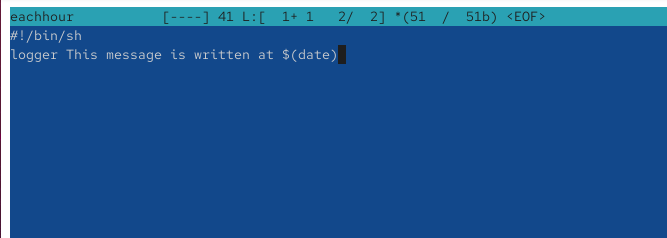 eachhour           [----] 41 L:[  1+ 1   2/  2] *(51  /  51b) <EOF>
#!/bin/sh
logger This message is written at $(date)